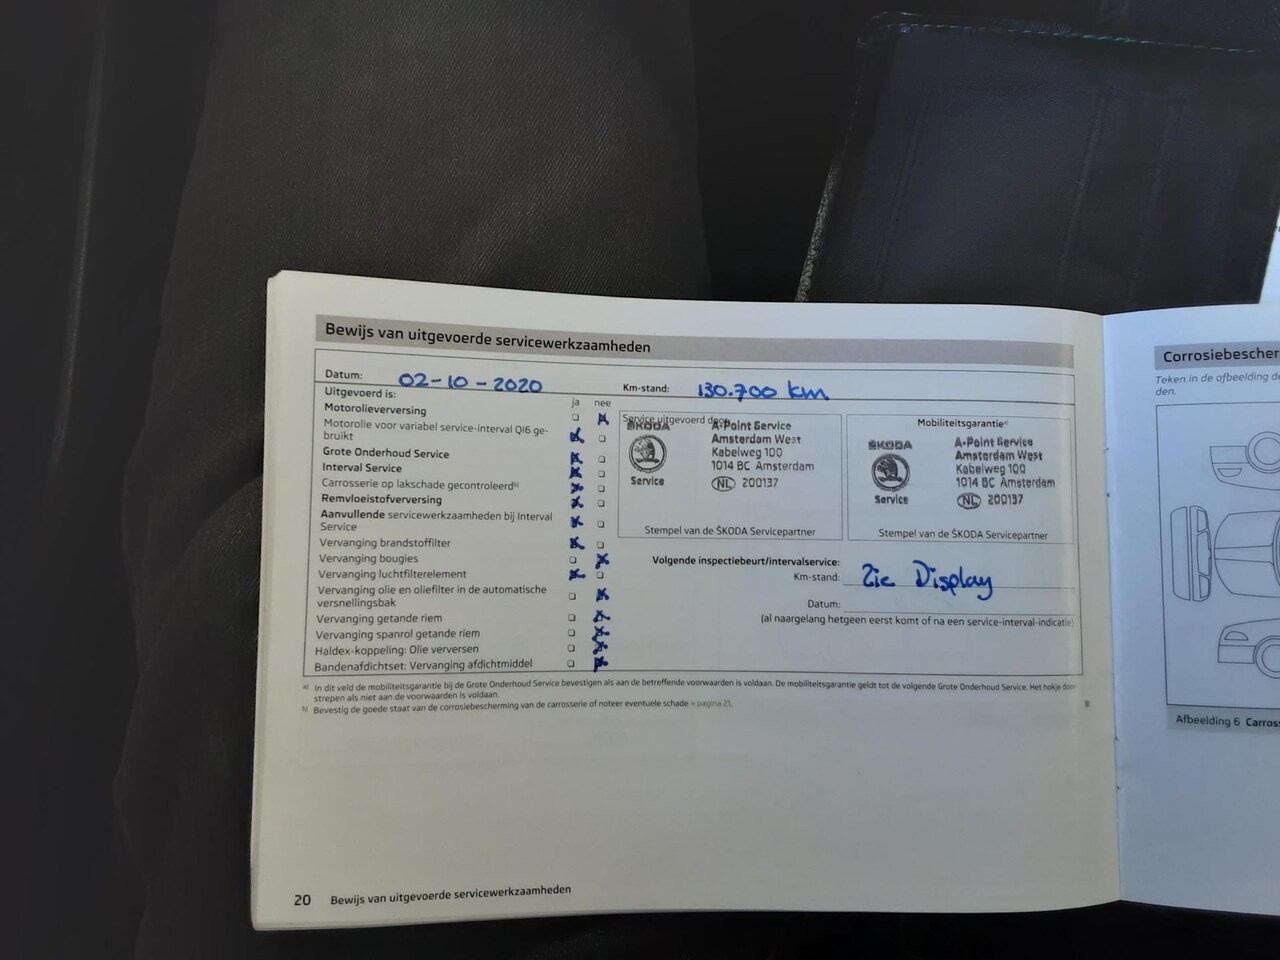 Bewijs van uitgevoerde servicewerkzaamheden
Datum: 02-10-2020 Km-stand: 130.700 km
Uitgevoerd is:
ja nee
Motorolieverversing
Motorolie voor variabel service-interval QI6 ge-
bruikt
Grote Onderhoud Service
Interval Service
Carrosserie op lakschade gecontroleerd b)
Remvloeistofverversing
Aanvullende servicewerkzaamheden bij Interval
Service
Vervanging brandstoffilter
Vervanging bougies
Vervanging luchtfilterelement
Vervanging olie en oliefilter in de automatische
versnellingsbak
Vervanging getande riem
Vervanging spanrol getande riem
Haldex-koppeling: Olie verversen
Bandenafdichtset: Vervanging afdichtmiddel
Service uitgevoerd door
ŠKODA
Service
A-Point Service
Amsterdam West
Kabelweg 100
1014 BC Amsterdam
NL 200137
Stempel van de ŠKODA Servicepartner
Mobiliteitsgarantie a)
ŠKODA
Service
A-Point Service
Amsterdam West
Kabelweg 100
1014 BC Amsterdam
NL 200137
Stempel van de ŠKODA Servicepartner
Volgende inspectiebeurt/intervalservice:
Km-stand: Zie Display
Datum:
(al naargelang hetgeen eerst komt of na een service-interval-indicatie)
a) In dit veld de mobiliteitsgarantie bij de Grote Onderhoud Service bevestigen als aan de betreffende voorwaarden is voldaan. De mobiliteitsgarantie geldt tot de volgende Grote Onderhoud Service. Het hokje door-
strepen als niet aan de voorwaarden is voldaan.
b) Bevestig de goede staat van de corrosiebescherming van de carrosserie of noteer eventuele schade » pagina 21.
20 Bewijs van uitgevoerde servicewerkzaamheden
Corrosiebescher
Teken in de afbeelding de
den.
Afbeelding 6 Carross